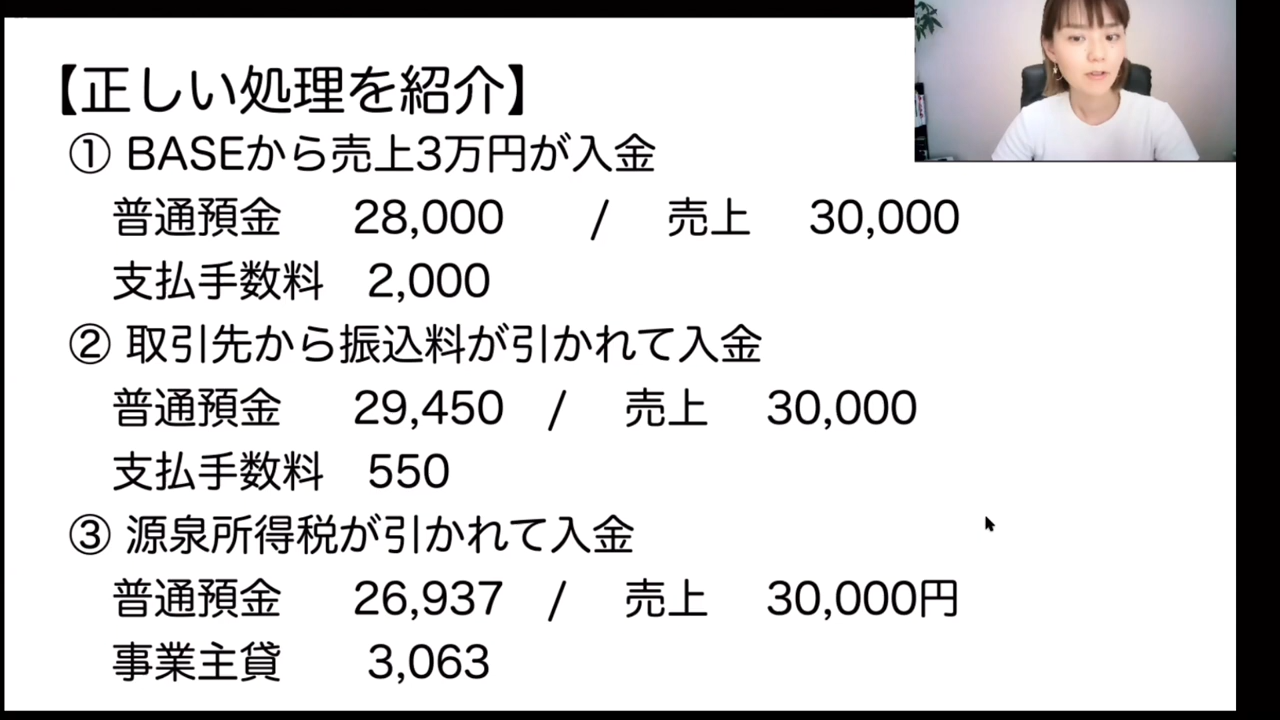 【正しい処理を紹介】
① BASEから売上3万円が入金
普通預金 28,000 / 売上 30,000
支払手数料 2,000
② 取引先から振込料が引かれて入金
普通預金 29,450 / 売上 30,000
支払手数料 550
③ 源泉所得税が引かれて入金
普通預金 26,937 / 売上 30,000円
事業主貸 3,063